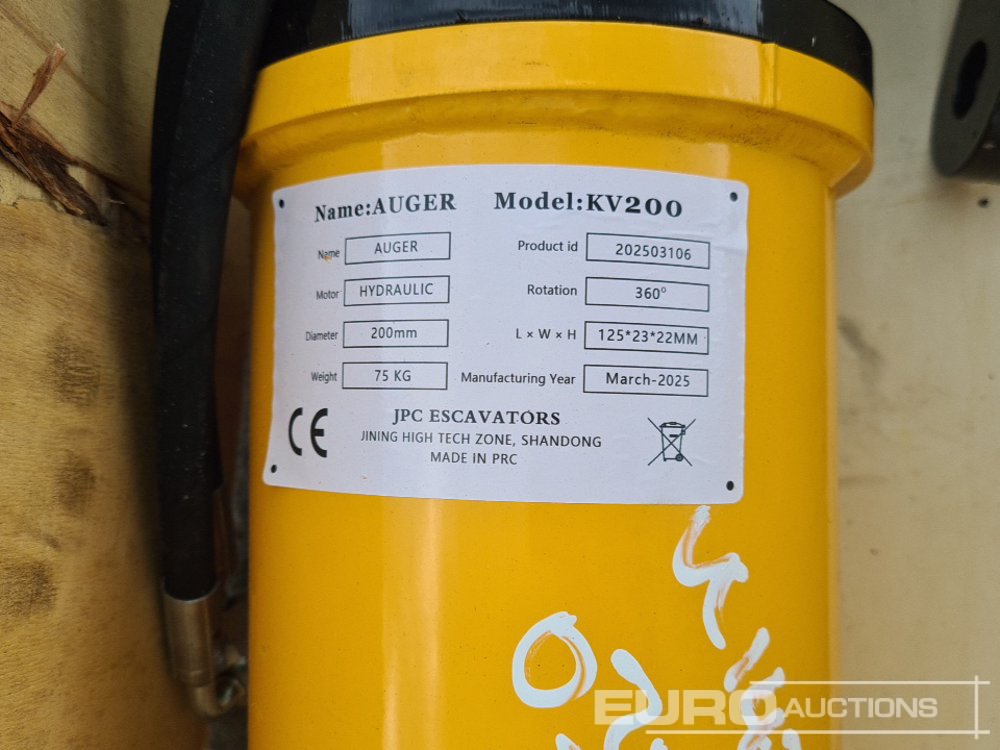 Name:AUGER Model:KV200
Name AUGER Product id 202503106
Motor HYDRAULIC Rotation 360°
Diameter 200mm L × W × H 125*23*22MM
Weight 75 KG Manufacturing Year March-2025
CE JPC ESCAVATORS
JINING HIGH TECH ZONE, SHANDONG
MADE IN PRC
EURO AUCTIONS